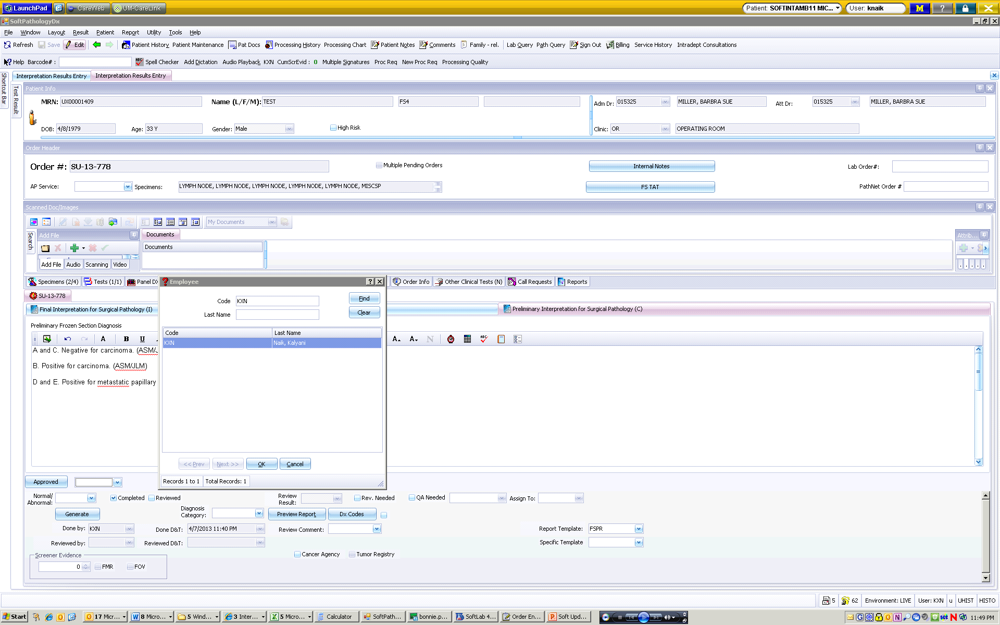 LaunchPad CareWeb UM-CareLink Patient: SOFTINTAMB11 MIC... User: knaik M ?
SoftPathologyDx
File Window Layout Result Patient Report Utility Tools Help
Refresh Save Edit Patient History Patient Maintenance Pat Docs Processing History Processing Chart Patient Notes Comments Family - rel. Lab Query Path Query Sign Out Billing Service History Intradept Consultations
Help Barcode# : Spell Checker Add Dictation Audio Playback KXN CumScrEvid : 0 Multiple Signatures Proc Req New Proc Req Processing Quality
Shortcut Bar
Test Result
Interpretation Results Entry Interpretation Results Entry
Patient Info
MRN: UX00001409 Name (L/F/M): TEST FS4 Adm Dr: 015325 MILLER, BARBRA SUE Att Dr: 015325 MILLER, BARBRA SUE
DOB: 4/8/1979 Age: 33 Y Gender: Male High Risk Clinic: OR OPERATING ROOM
Order Header
Order #: SU-13-778 Multiple Pending Orders Internal Notes Lab Order#:
AP Service: Specimens: LYMPH NODE, LYMPH NODE, LYMPH NODE, LYMPH NODE, LYMPH NODE, MISCSP FS TAT PathNet Order #
Scanned Doc/Images
My Documents
Search
Add File Documents Attrib...
Documents
Add File Audio Scanning Video
Specimens (2/4) Tests (1/1) Panel DX Order Info Other Clinical Tests (N) Call Requests Reports
SU-13-778
Final Interpretation for Surgical Pathology (I) Preliminary Interpretation for Surgical Pathology (C)
Preliminary Frozen Section Diagnosis
B U
A and C. Negative for carcinoma. (ASM/J
B. Positive for carcinoma. (ASM/JLM)
D and E. Positive for metastatic papillary
Employee
Code KXN Find
Last Name Clear
Code Last Name
KXN Naik, Kalyani
<< Prev Next >> OK Cancel
Records 1 to 1 Total Records: 1
Approved
Normal/ Abnormal: Completed Reviewed Review Result: Rev. Needed QA Needed Assign To:
Generate Diagnosis Category: Preview Report Dx Codes
Done by: KXN Done D&T: 4/7/2013 11:40 PM Review Comment: Report Template: FSPR
Reviewed by: Reviewed D&T: Specific Template
Screener Evidence Cancer Agency Tumor Registry
0 FMR FOV
5 62 Environment: LIVE User: KXN u UHIST HISTO
Start 17 Micr... 8 Micro... 5 Wind... 3 Inter... 5 Micro... Calculator SoftPath... bonnie.p... SoftLab 4... Order En... Soft Upd... 11:49 PM